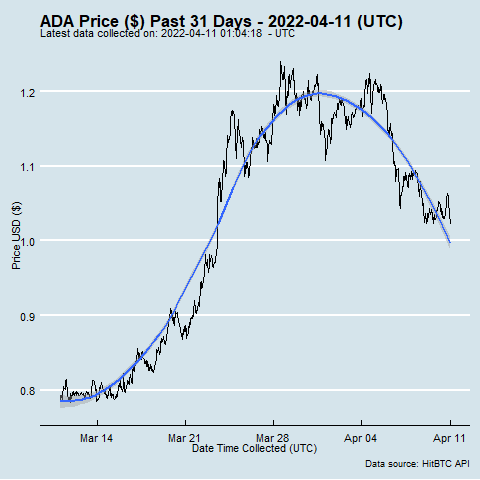 ADA Price ($) Past 31 Days - 2022-04-11 (UTC)
Latest data collected on: 2022-04-11 01:04:18 - UTC
1.2
1.1
1.0
0.9
0.8
Price USD ($)
Mar 14 Mar 21 Mar 28 Apr 04 Apr 11
Date Time Collected (UTC)
Data source: HitBTC API